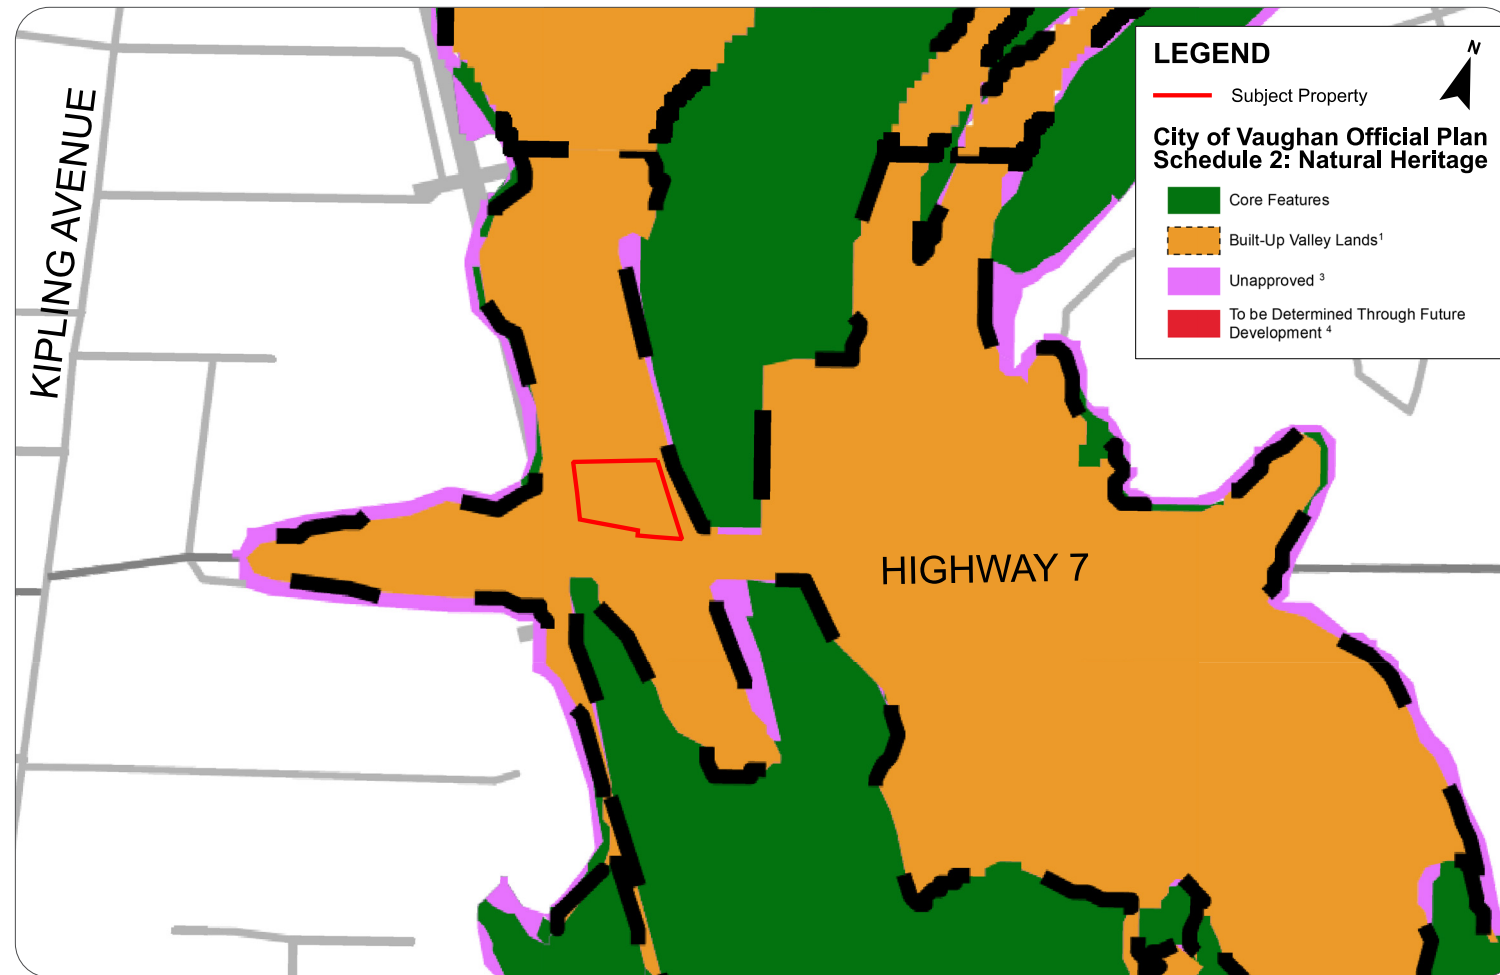 KIPLING AVENUE
HIGHWAY 7
LEGEND
N
Subject Property
City of Vaughan Official Plan
Schedule 2: Natural Heritage
Core Features
Built-Up Valley Lands¹
Unapproved ³
To be Determined Through Future
Development ⁴